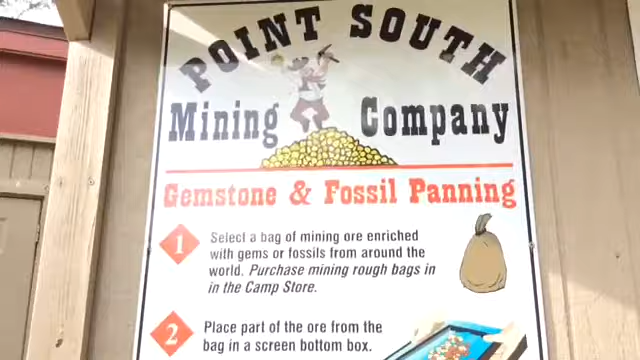 POINT SOUTH
Mining Company
Gemstone & Fossil Panning
1 Select a bag of mining ore enriched
with gems or fossils from around the
world. Purchase mining rough bags in
in the Camp Store.
2 Place part of the ore from the
bag in a screen bottom box.